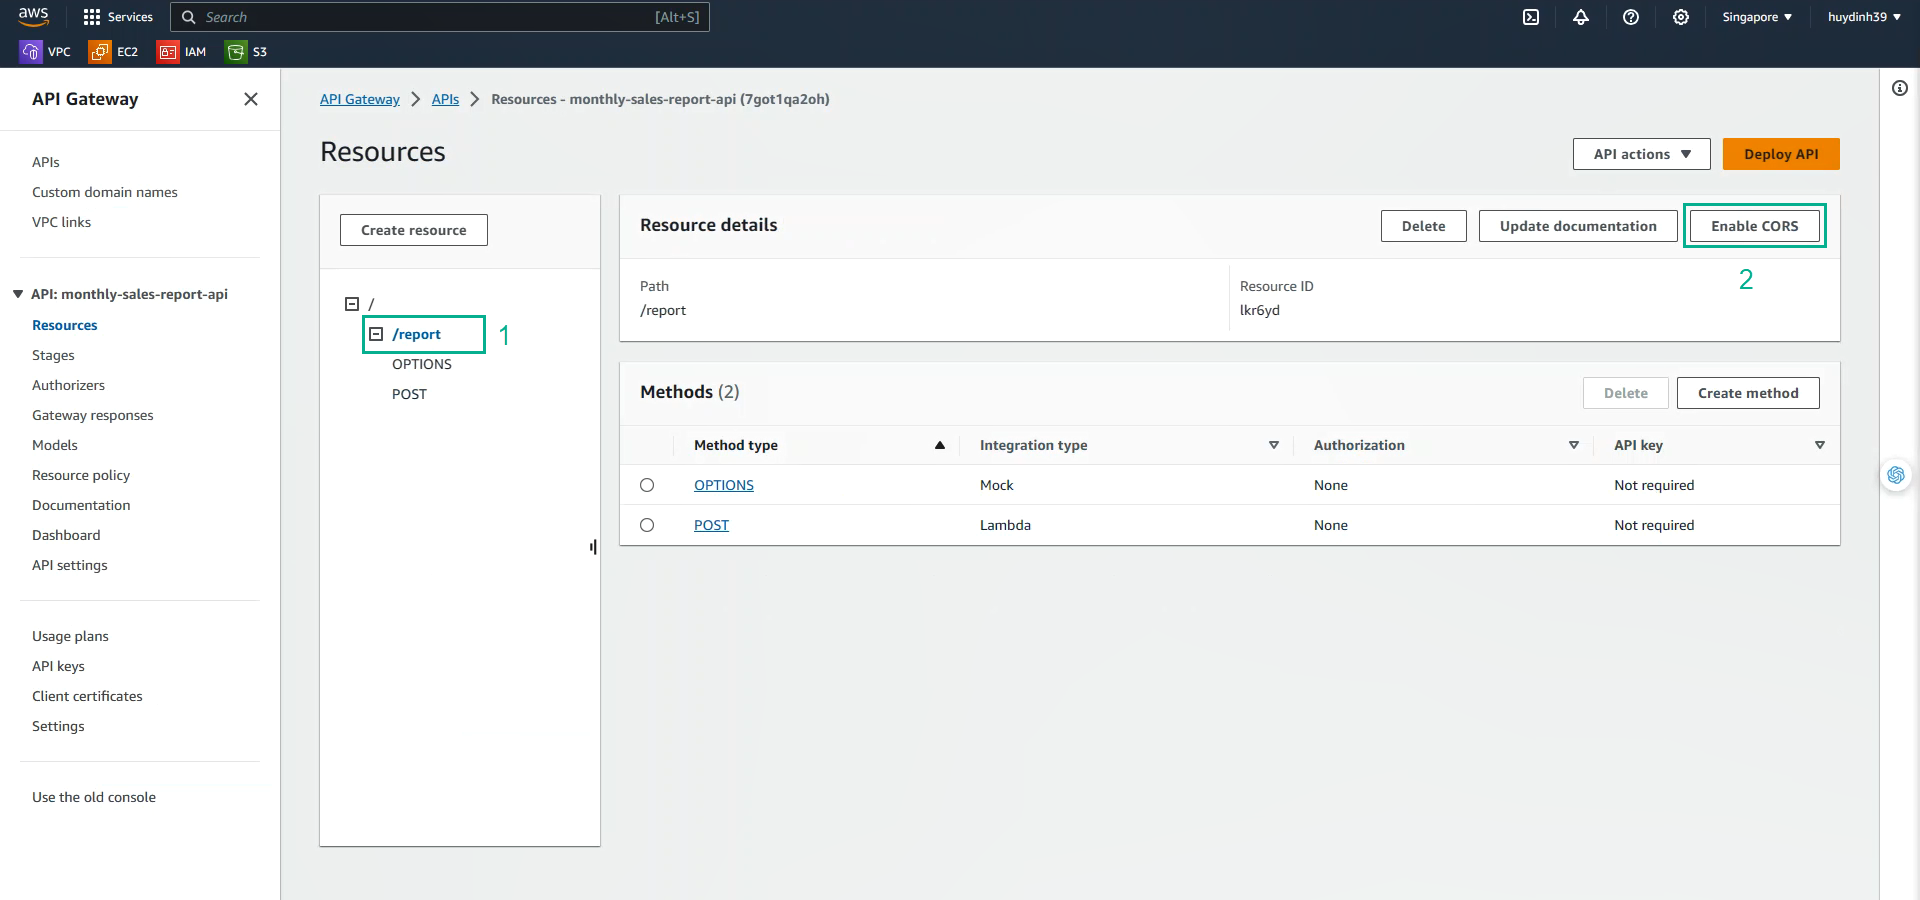 aws Services Search [Alt+S] Singapore huydinh39
VPC EC2 IAM S3
API Gateway
APIs
Custom domain names
VPC links
API: monthly-sales-report-api
Resources
Stages
Authorizers
Gateway responses
Models
Resource policy
Documentation
Dashboard
API settings
Usage plans
API keys
Client certificates
Settings
Use the old console
API Gateway APIs Resources - monthly-sales-report-api (7got1qa2oh)
Resources
API actions Deploy API
Create resource
/
/report 1
OPTIONS
POST
Resource details
Delete Update documentation Enable CORS
2
Path
/report
Resource ID
lkr6yd
Methods (2)
Delete Create method
Method type Integration type Authorization API key
OPTIONS Mock None Not required
POST Lambda None Not required